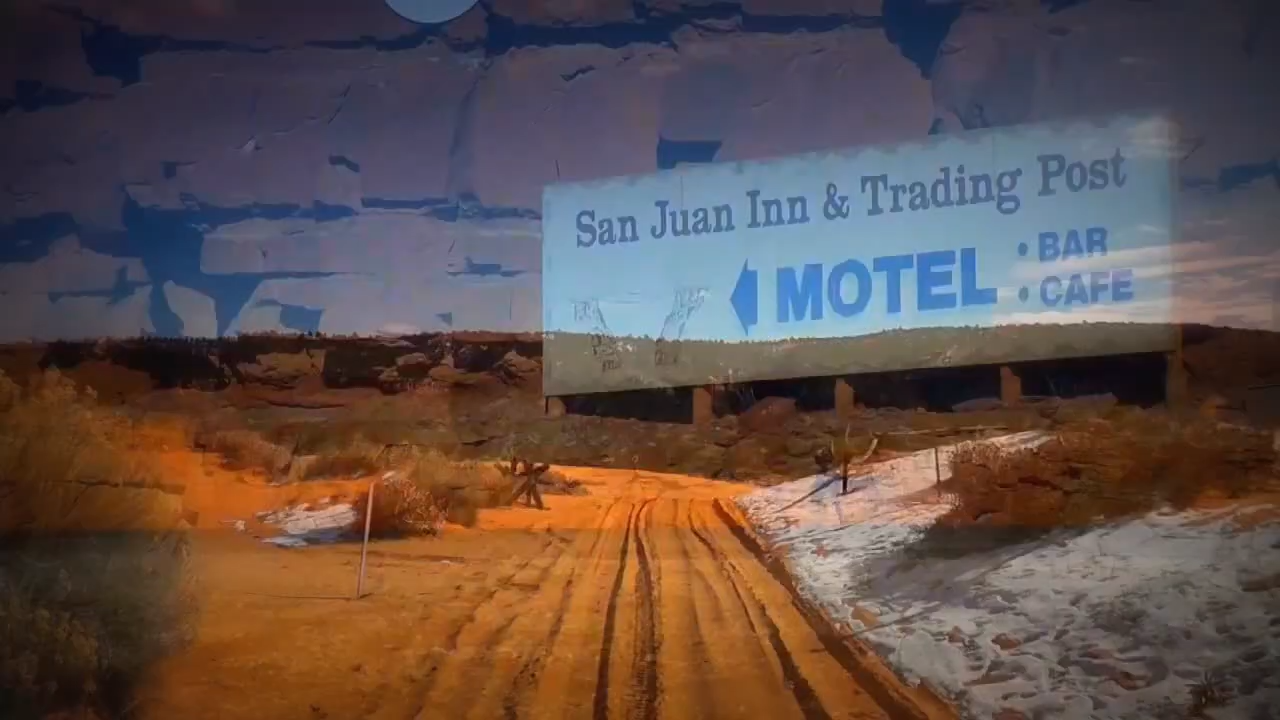 San Juan Inn & Trading Post
MOTEL
• BAR
• CAFE